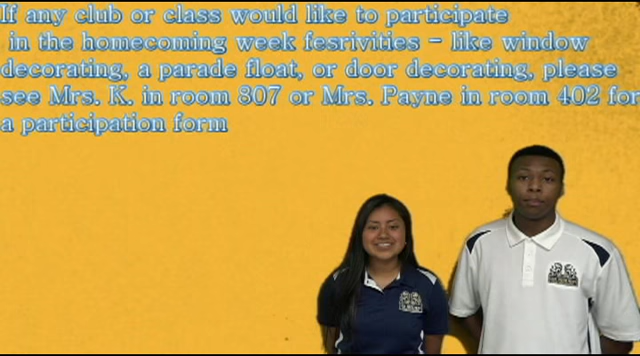 If any club or class would like to participate
in the homecoming week fesrivities - like window
decorating, a parade float, or door decorating, please
see Mrs. K. in room 807 or Mrs. Payne in room 402 for
a participation form